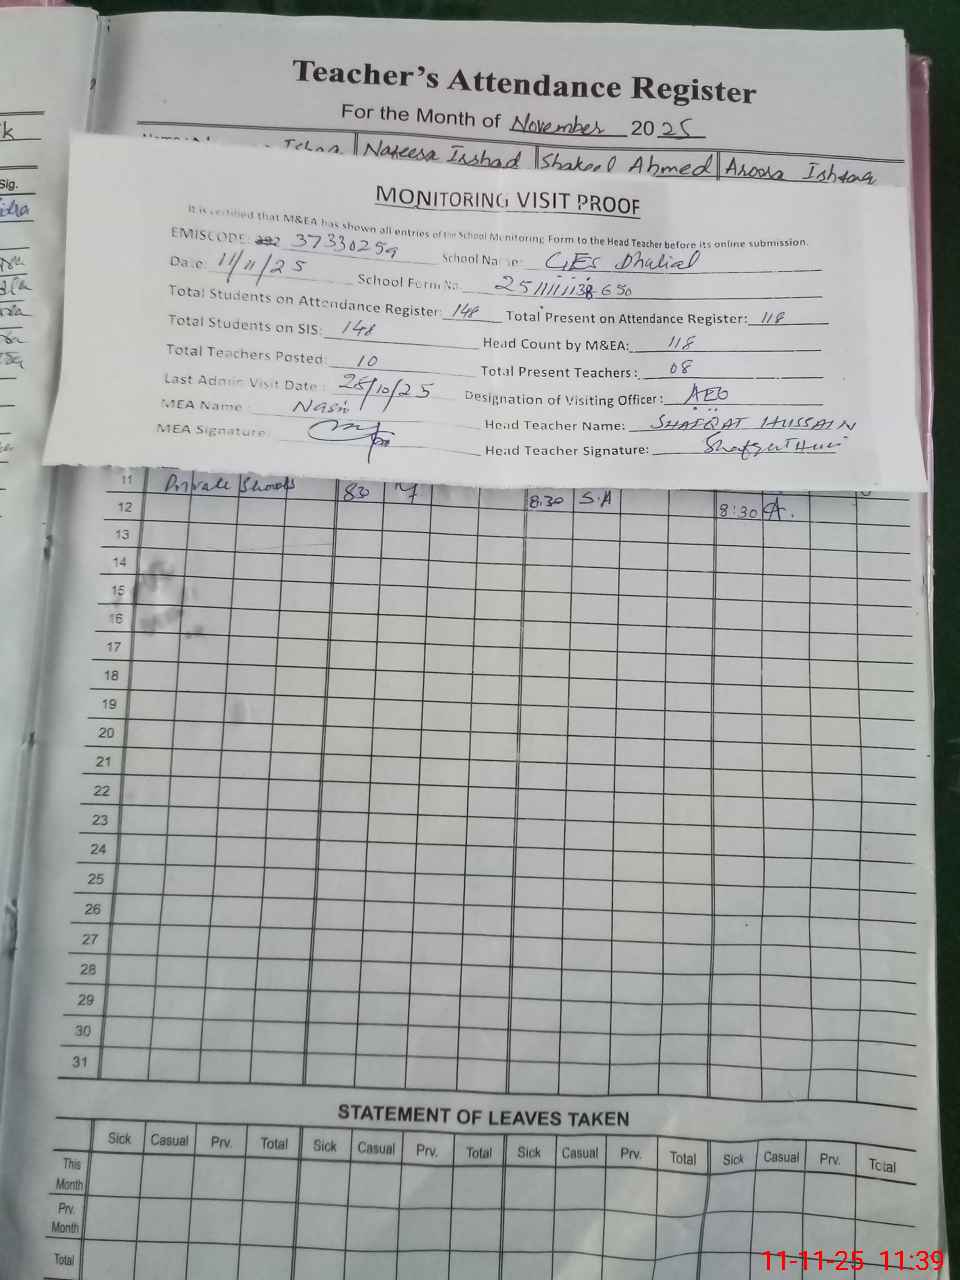 Teacher's Attendance Register
For the Month of November 2025
Nafeesa Irshad Shakeel Ahmed Aroosa Ishtaq
MONITORING VISIT PROOF
It is certified that M&EA has shown all entries of the School Monitoring Form to the Head Teacher before its online submission.
EMISCODE: 37330259 School Name: GES Dhalial
Date: 11/11/25 School Form No. 251111138650
Total Students on Attendance Register: 148 Total Present on Attendance Register: 118
Total Students on SIS: 148 Head Count by M&EA: 118
Total Teachers Posted: 10 Total Present Teachers: 08
Last Admin Visit Date: 28/10/25 Designation of Visiting Officer: AEO
MEA Name: Nasir Head Teacher Name: SHAFQAT HUSSAIN
MEA Signature: Head Teacher Signature:
Sig.
11 Private Schools 830
12 8:30 S.A 8:30 A.
13
14
15
16
17
18
19
20
21
22
23
24
25
26
27
28
29
30
31
STATEMENT OF LEAVES TAKEN
Sick Casual Prv. Total Sick Casual Prv. Total Sick Casual Prv. Total Sick Casual Prv. Total
This Month
Prv. Month
Total
11-11-25 11:39